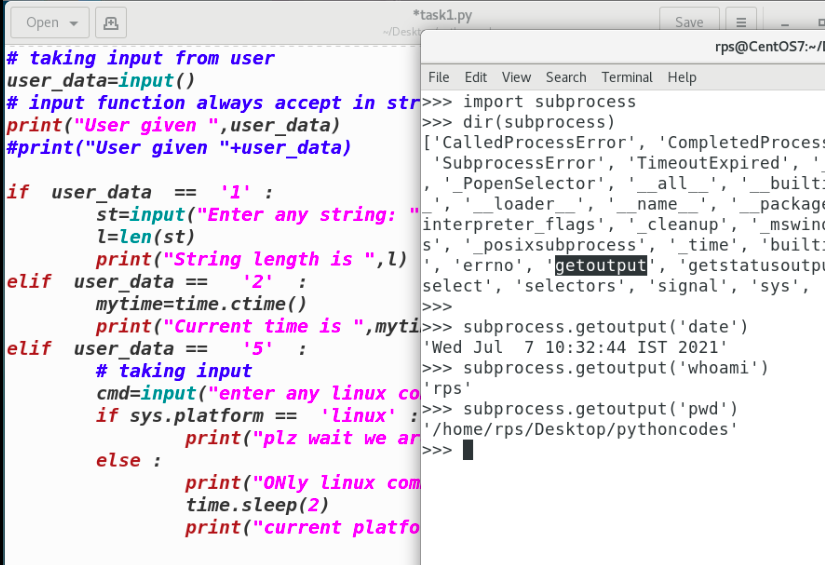 Open
*task1.py
Save
# taking input from user
user_data=input()
# input function always accept in str
print("User given ",user_data)
#print("User given "+user_data)
if user_data == '1' :
st=input("Enter any string: "
l=len(st)
print("String length is ",l)
elif user_data == '2' :
mytime=time.ctime()
print("Current time is ",myti
elif user_data == '5' :
# taking input
cmd=input("enter any linux co
if sys.platform == 'linux' :
print("plz wait we ar
else :
print("ONly linux com
time.sleep(2)
print("current platfo
rps@CentOS7:~/D
File Edit View Search Terminal Help
>>> import subprocess
>>> dir(subprocess)
['CalledProcessError', 'CompletedProcess
'SubprocessError', 'TimeoutExpired', '_
, '_PopenSelector', '__all__', '__builti
_', '__loader__', '__name__', '__package
interpreter_flags', '_cleanup', '_mswind
s', '_posixsubprocess', '_time', 'builti
', 'errno', 'getoutput', 'getstatusoutpu
select', 'selectors', 'signal', 'sys',
>>>
>>> subprocess.getoutput('date')
'Wed Jul  7 10:32:44 IST 2021'
>>> subprocess.getoutput('whoami')
'rps'
>>> subprocess.getoutput('pwd')
'/home/rps/Desktop/pythoncodes'
>>>